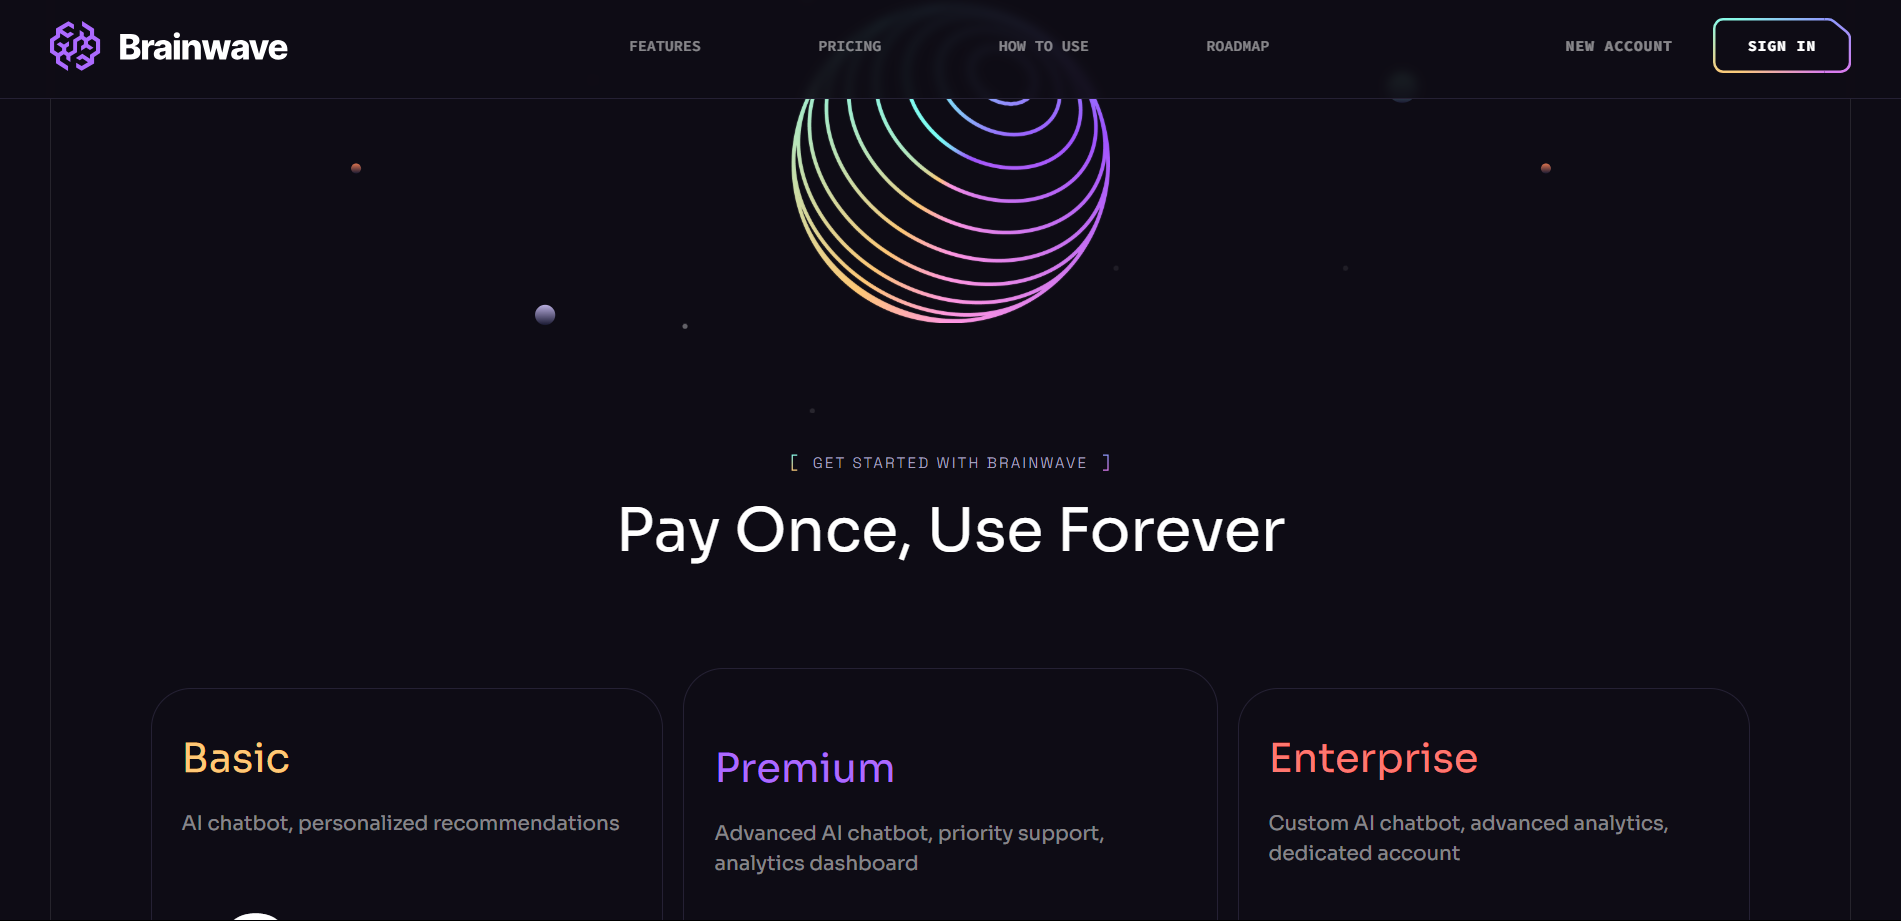 Brainwave
FEATURES
PRICING
HOW TO USE
ROADMAP
NEW ACCOUNT
SIGN IN
[ GET STARTED WITH BRAINWAVE ]
Pay Once, Use Forever
Basic
AI chatbot, personalized recommendations
Premium
Advanced AI chatbot, priority support,
analytics dashboard
Enterprise
Custom AI chatbot, advanced analytics,
dedicated account